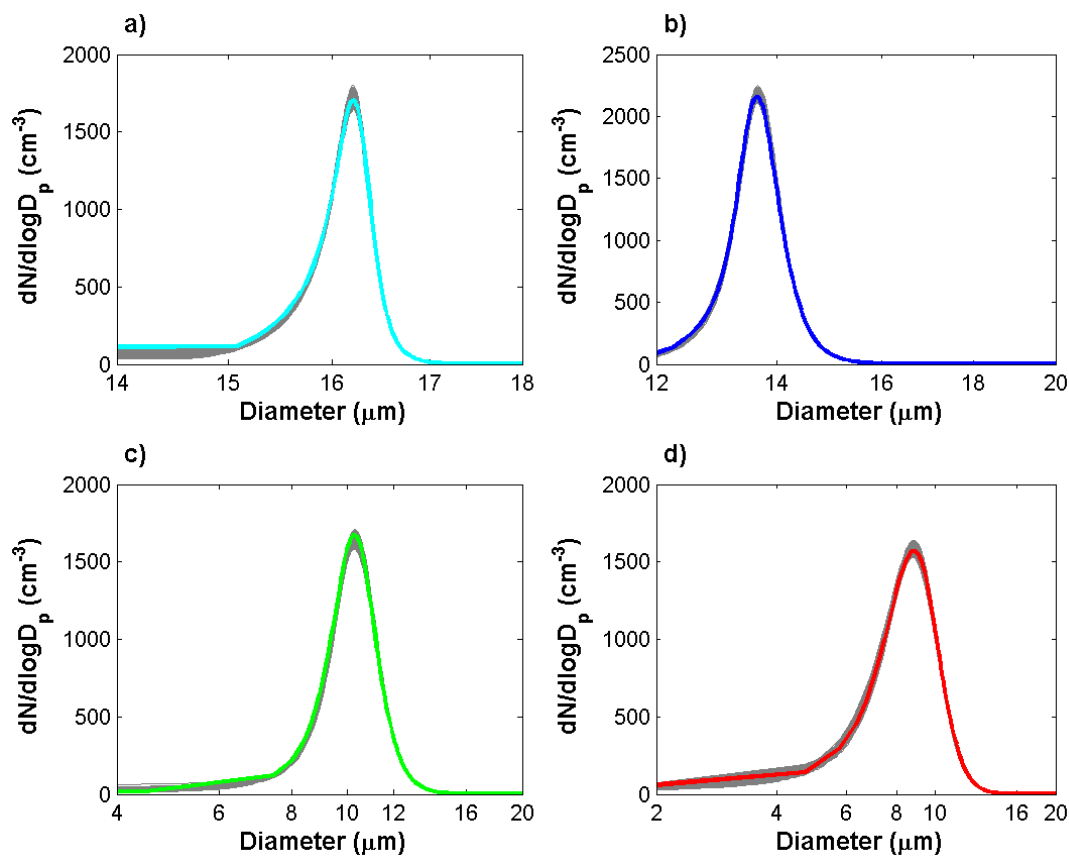 a)
2000
1500
1000
500
0
dN/dlogDp (cm-3)
14 15 16 17 18
Diameter (μm)
b)
2500
2000
1500
1000
500
0
dN/dlogDp (cm-3)
12 14 16 18 20
Diameter (μm)
c)
2000
1500
1000
500
0
dN/dlogDp (cm-3)
4 6 8 10 12 16 20
Diameter (μm)
d)
2000
1500
1000
500
0
dN/dlogDp (cm-3)
2 4 6 8 10 16 20
Diameter (μm)